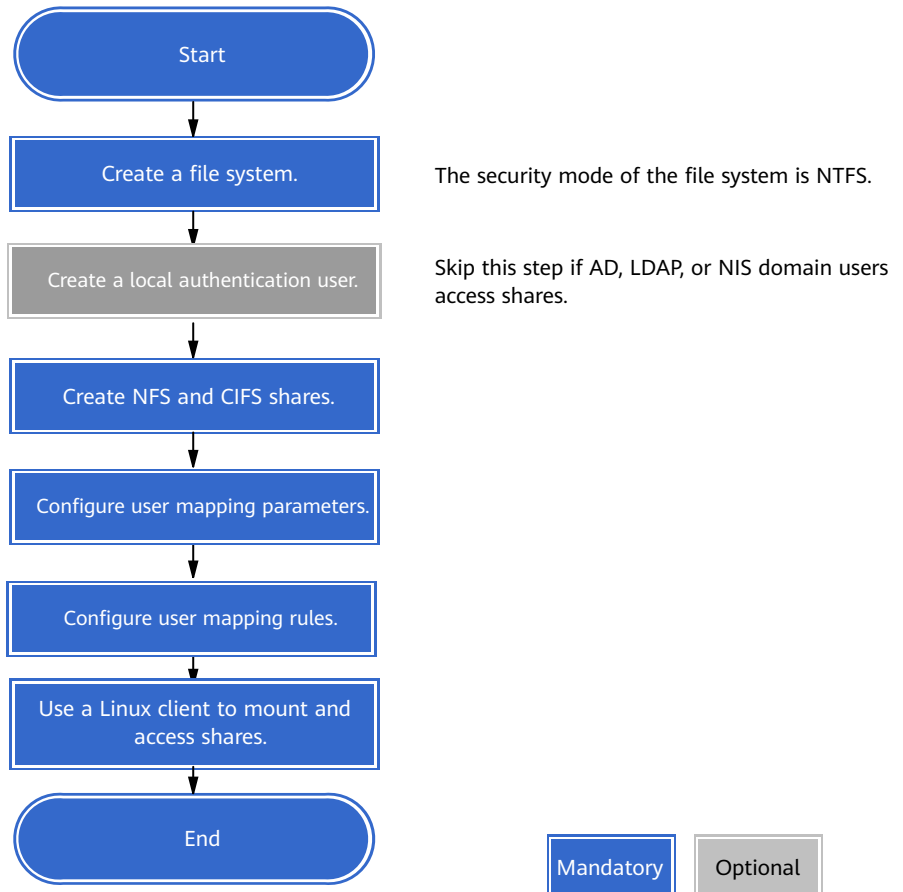 Start
Create a file system.
The security mode of the file system is NTFS.
Create a local authentication user.
Skip this step if AD, LDAP, or NIS domain users
access shares.
Create NFS and CIFS shares.
Configure user mapping parameters.
Configure user mapping rules.
Use a Linux client to mount and
access shares.
End
Mandatory
Optional